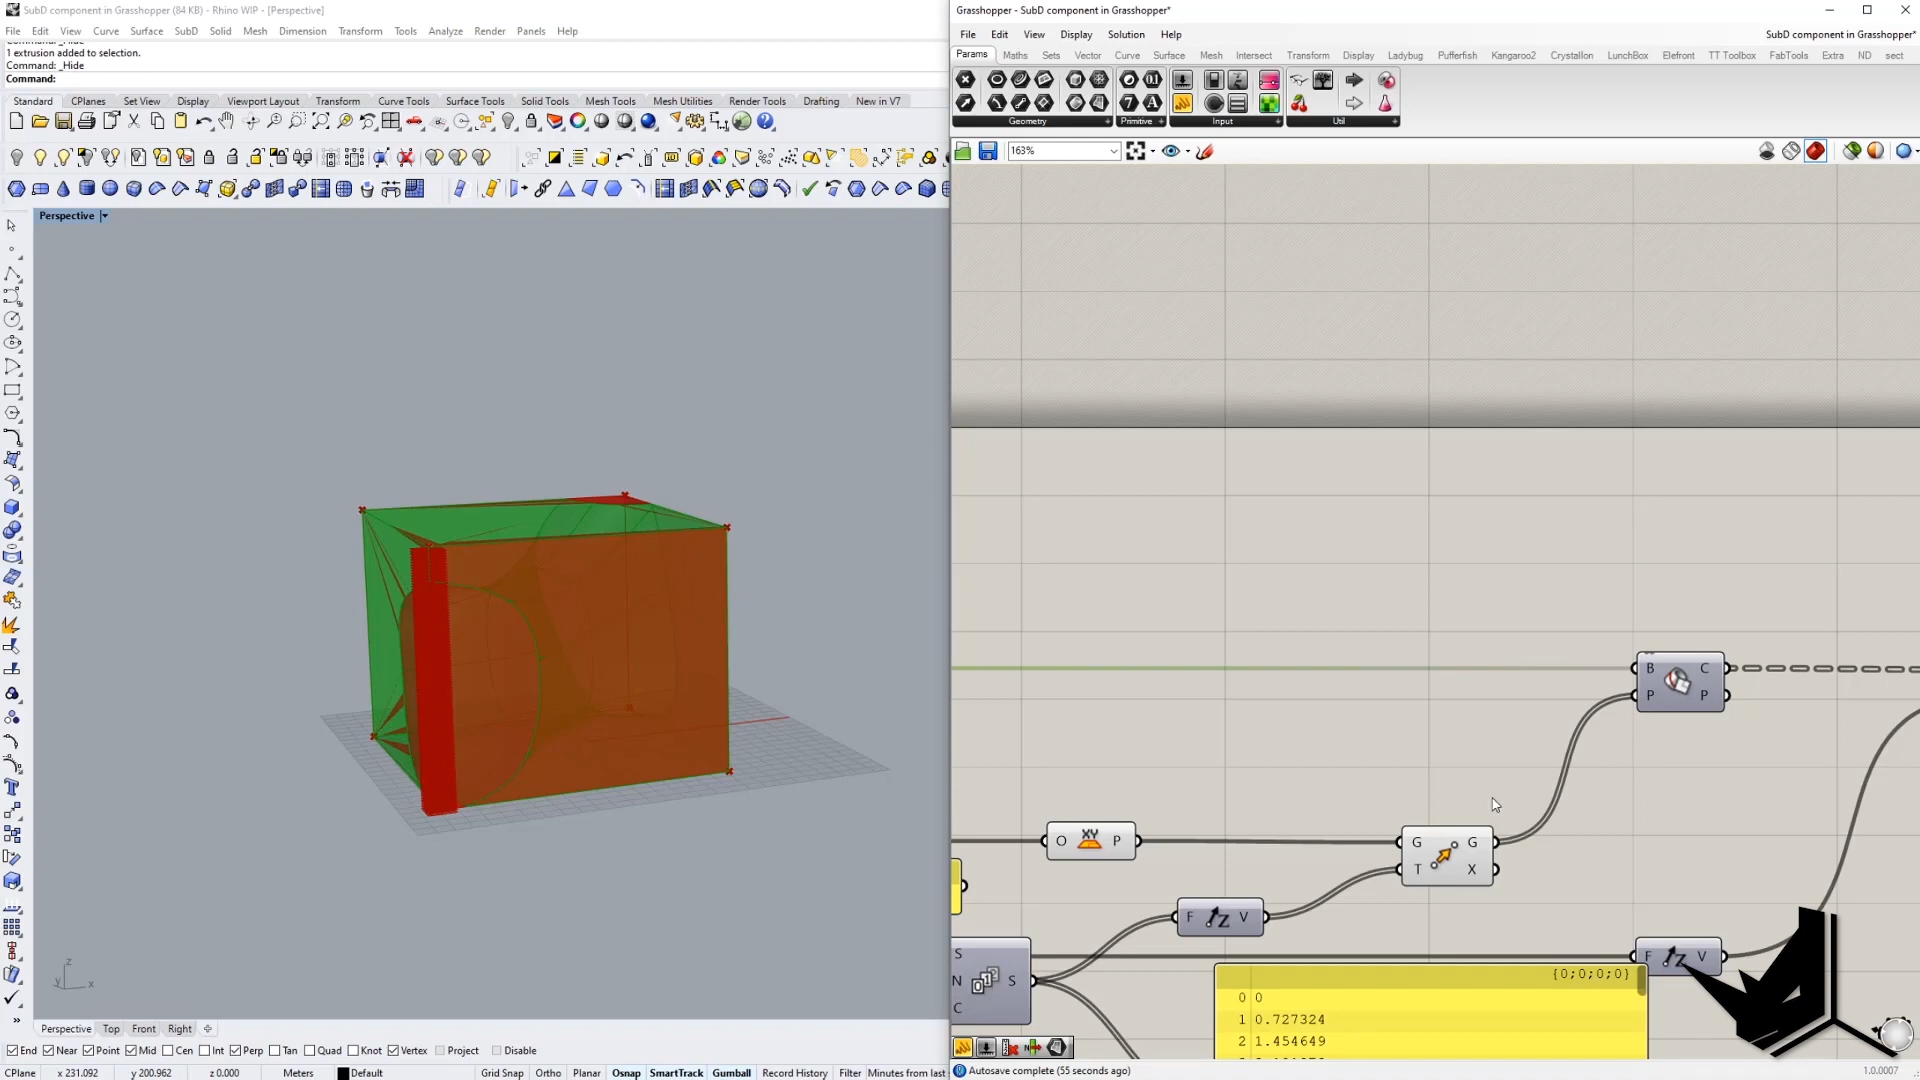 SubD component in Grasshopper (84 KB) - Rhino WIP - [Perspective]
File Edit View Curve Surface SubD Solid Mesh Dimension Transform Tools Analyze Render Panels Help
Command: _Hide
1 extrusion added to selection.
Command: _Hide
Command:
Standard CPlanes Set View Display Viewport Layout Transform Curve Tools Surface Tools Solid Tools Mesh Tools Mesh Utilities Render Tools Drafting New in V7
Perspective
z
y x
Perspective Top Front Right
End Near Point Mid Cen Int Perp Tan Quad Knot Vertex Project Disable
CPlane x 231.092 y 200.962 z 0.000 Meters Default Grid Snap Ortho Planar Osnap SmartTrack Gumball Record History Filter Minutes from last
Grasshopper - SubD component in Grasshopper*
File Edit View Display Solution Help
SubD component in Grasshopper*
Params Maths Sets Vector Curve Surface Mesh Intersect Transform Display Ladybug Pufferfish Kangaroo2 Crystallon LunchBox Elefront TT Toolbox FabTools Extra ND sect
Geometry Primitive Input Util
163%
B C
P P
O XY P
G G
T X
F Z V
F Z V
S
N S
C
{0;0;0;0}
0 0
1 0.727324
2 1.454649
Autosave complete (55 seconds ago)
1.0.0007